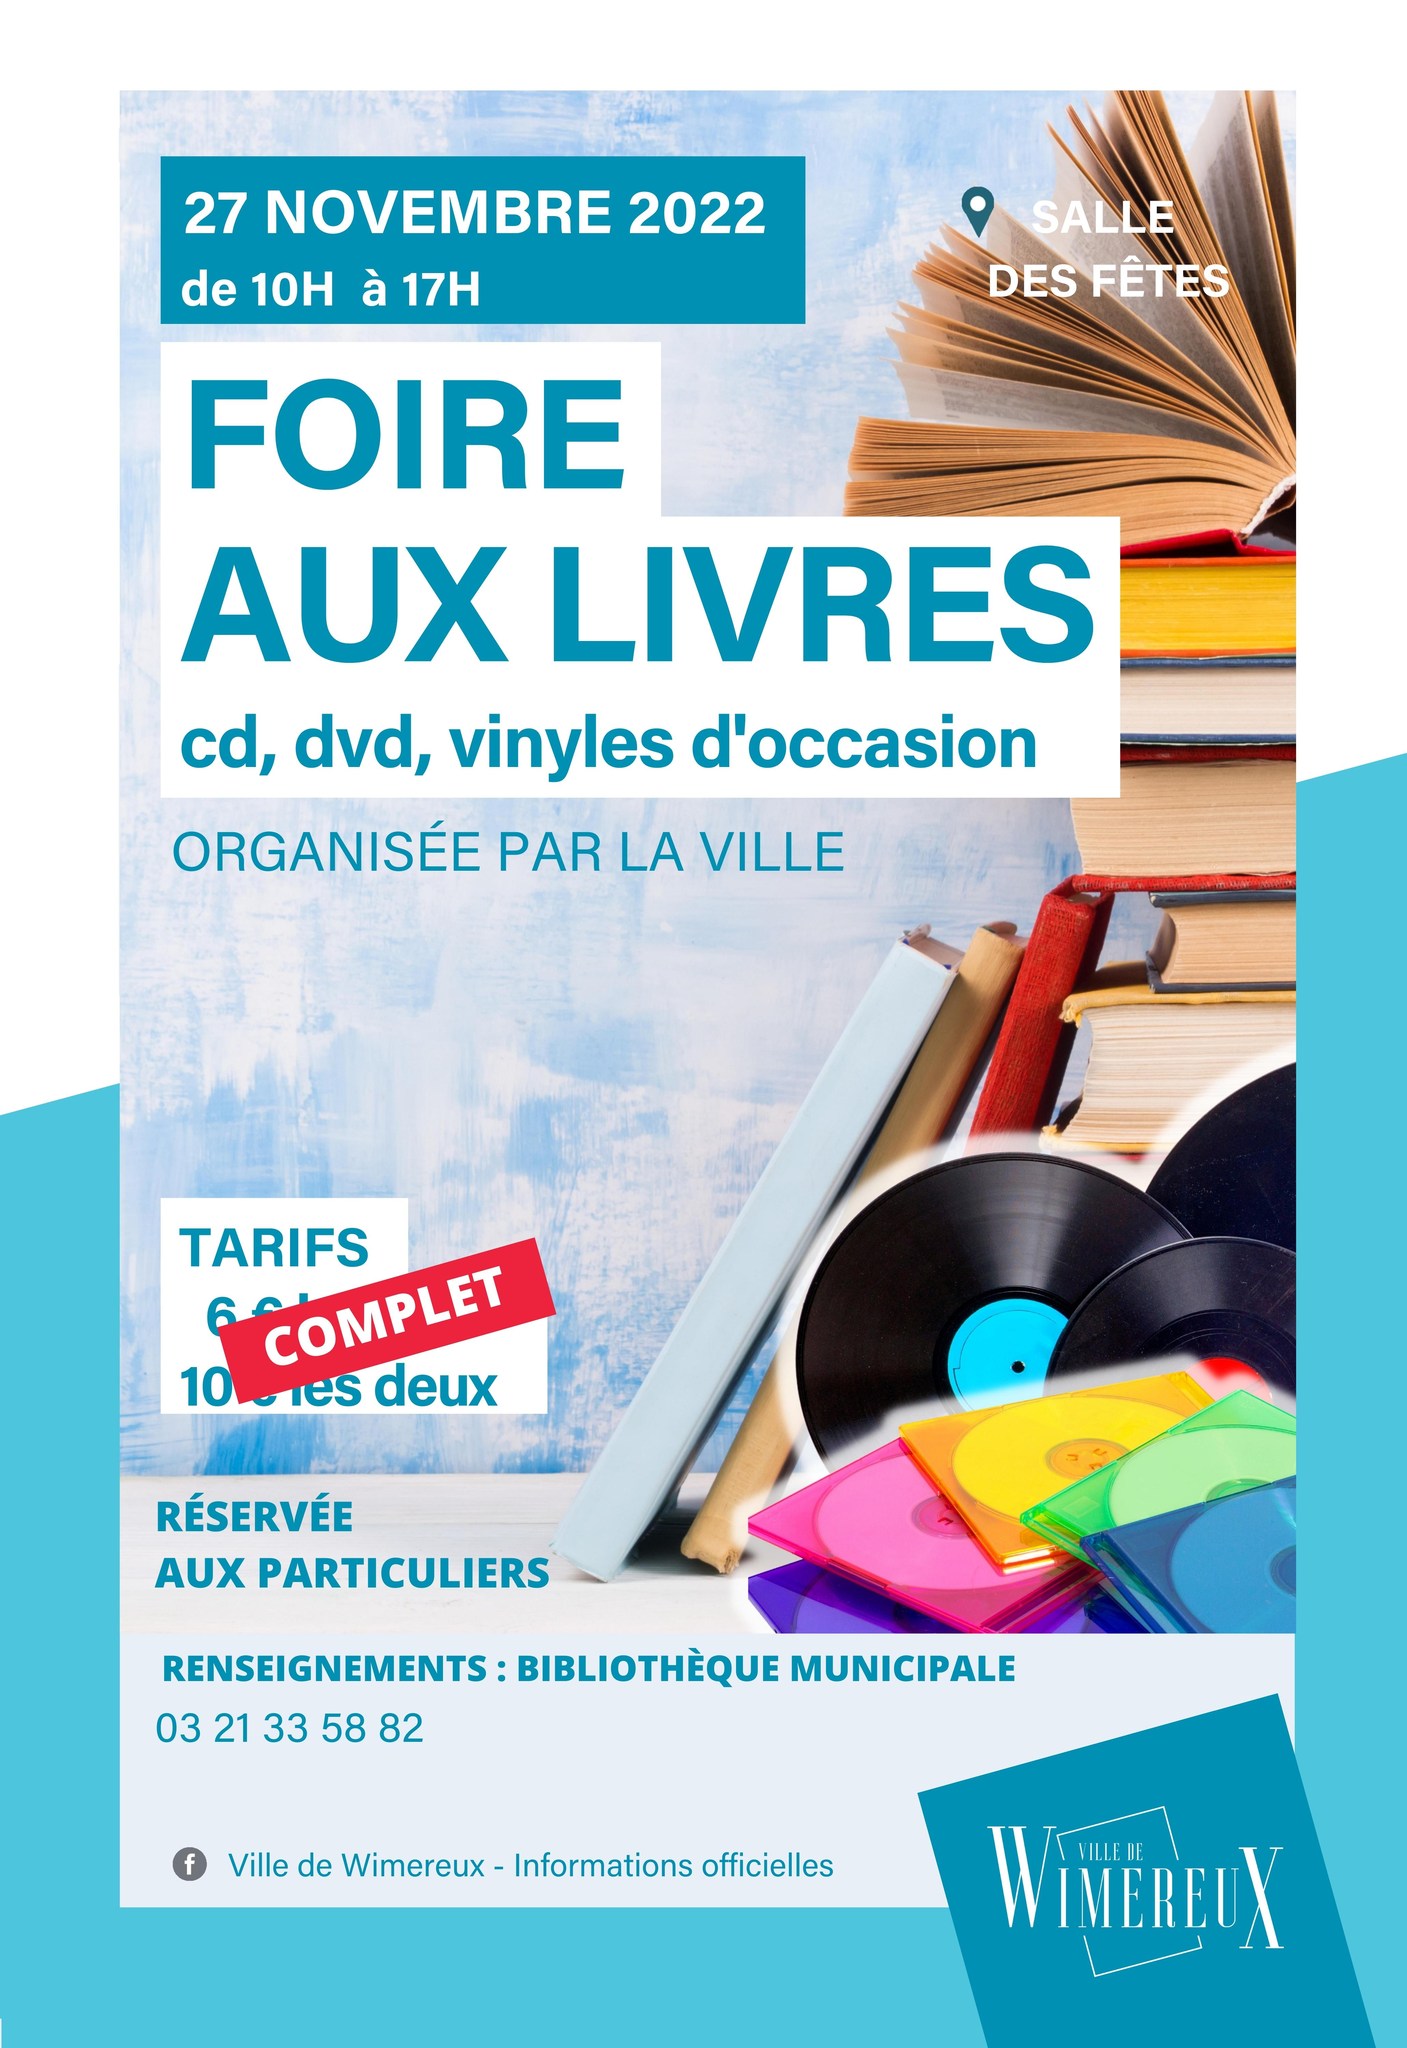 27 NOVEMBRE 2022
de 10H à 17H
SALLE
DES FÊTES
FOIRE
AUX LIVRES
cd, dvd, vinyles d'occasion
ORGANISÉE PAR LA VILLE
TARIFS
6 €
COMPLET
10 € les deux
RÉSERVÉE
AUX PARTICULIERS
RENSEIGNEMENTS : BIBLIOTHÈQUE MUNICIPALE
03 21 33 58 82
f Ville de Wimereux - Informations officielles
VILLE DE
WIMEREUX